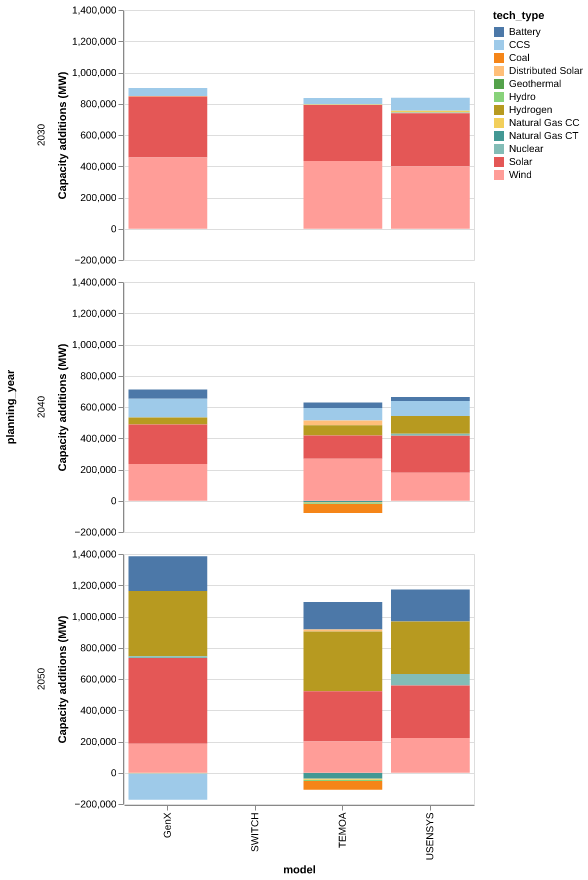 tech_type
Battery
CCS
Coal
Distributed Solar
Geothermal
Hydro
Hydrogen
Natural Gas CC
Natural Gas CT
Nuclear
Solar
Wind
planning_year
2030
Capacity additions (MW)
1,400,000
1,200,000
1,000,000
800,000
600,000
400,000
200,000
0
−200,000
2040
Capacity additions (MW)
1,400,000
1,200,000
1,000,000
800,000
600,000
400,000
200,000
0
−200,000
2050
Capacity additions (MW)
1,400,000
1,200,000
1,000,000
800,000
600,000
400,000
200,000
0
−200,000
GenX
SWITCH
TEMOA
USENSYS
model